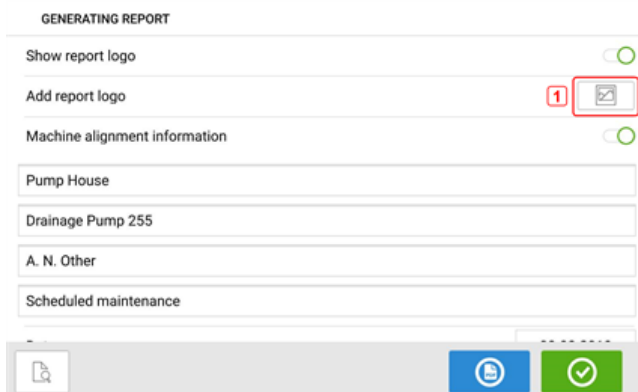 GENERATING REPORT
Show report logo
Add report logo
1
Machine alignment information
Pump House
Drainage Pump 255
A. N. Other
Scheduled maintenance